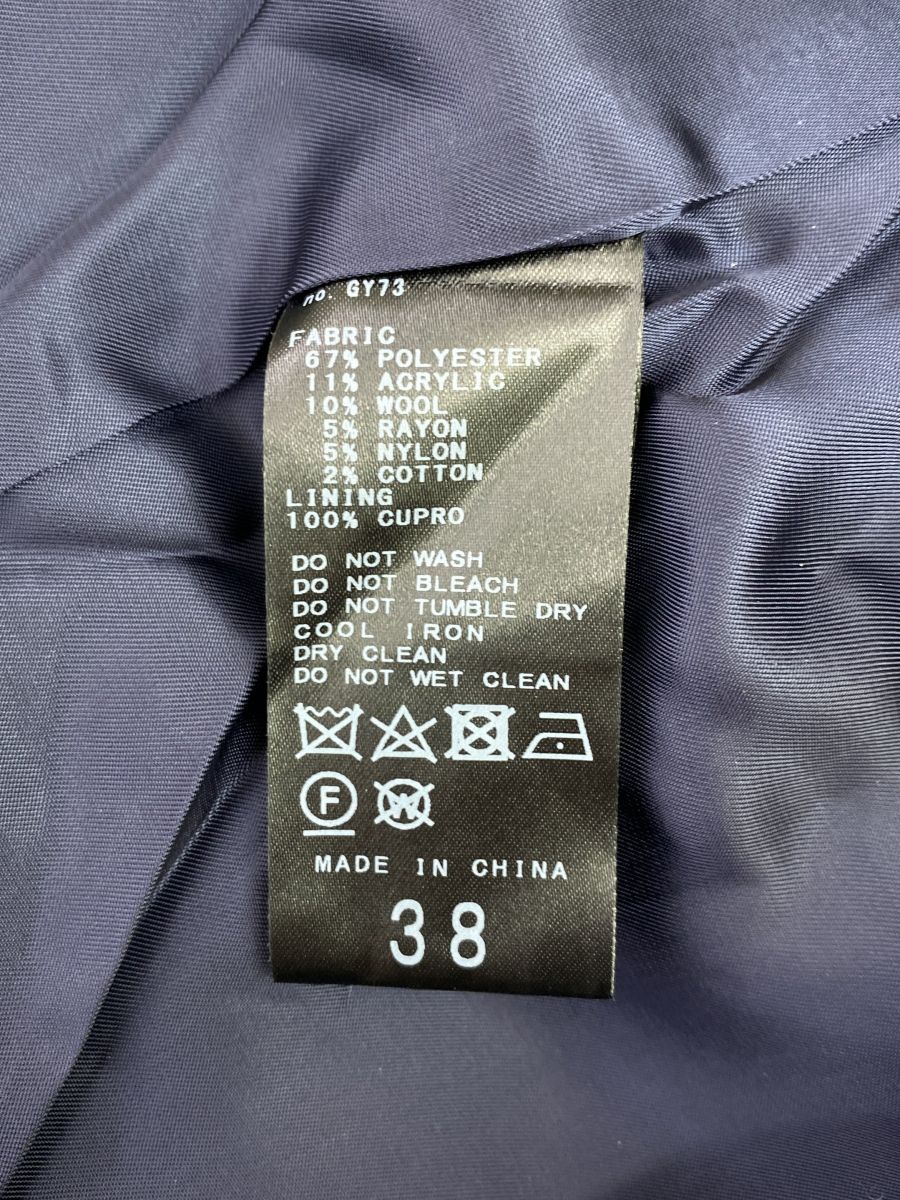 no. GY73
FABRIC
67% POLYESTER
11% ACRYLIC
10% WOOL
5% RAYON
5% NYLON
2% COTTON
LINING
100% CUPRO
DO NOT WASH
DO NOT BLEACH
DO NOT TUMBLE DRY
COOL IRON
DRY CLEAN
DO NOT WET CLEAN
F W
MADE IN CHINA
38